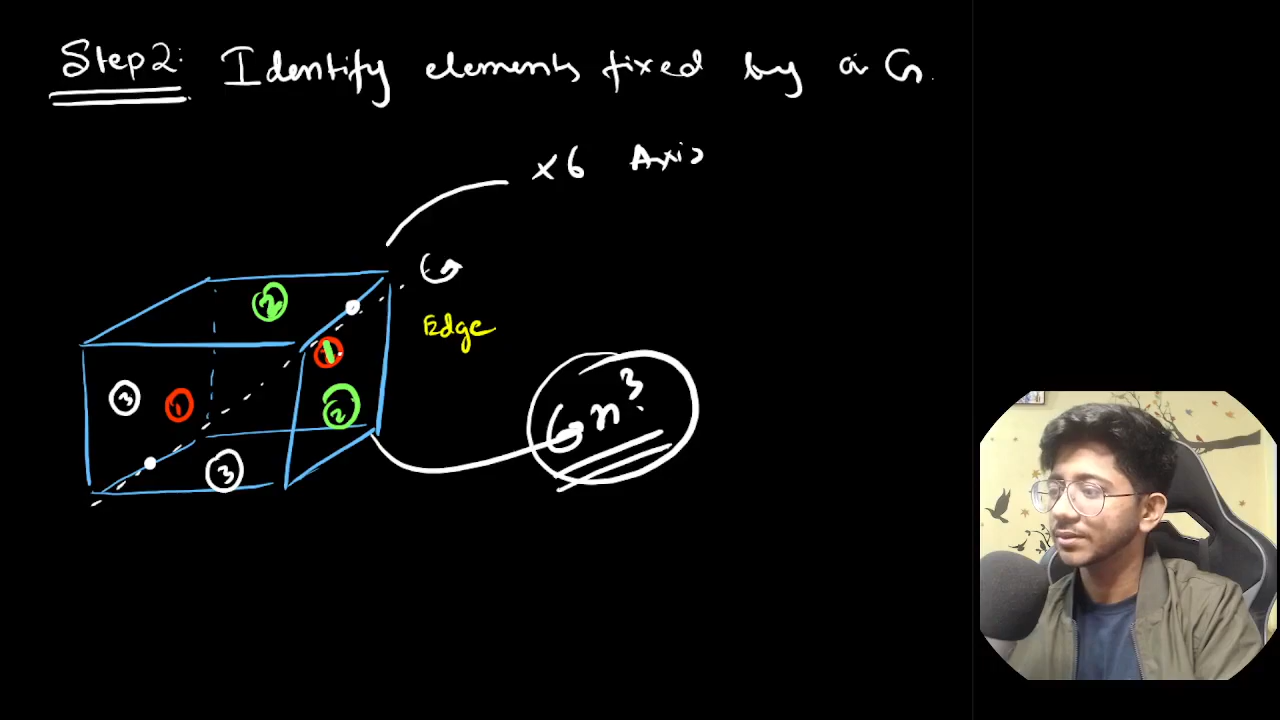 Step2: Identify elements fixed by a G.
×6 Axis
G
2
Edge
1
3
1
2
6n³
3